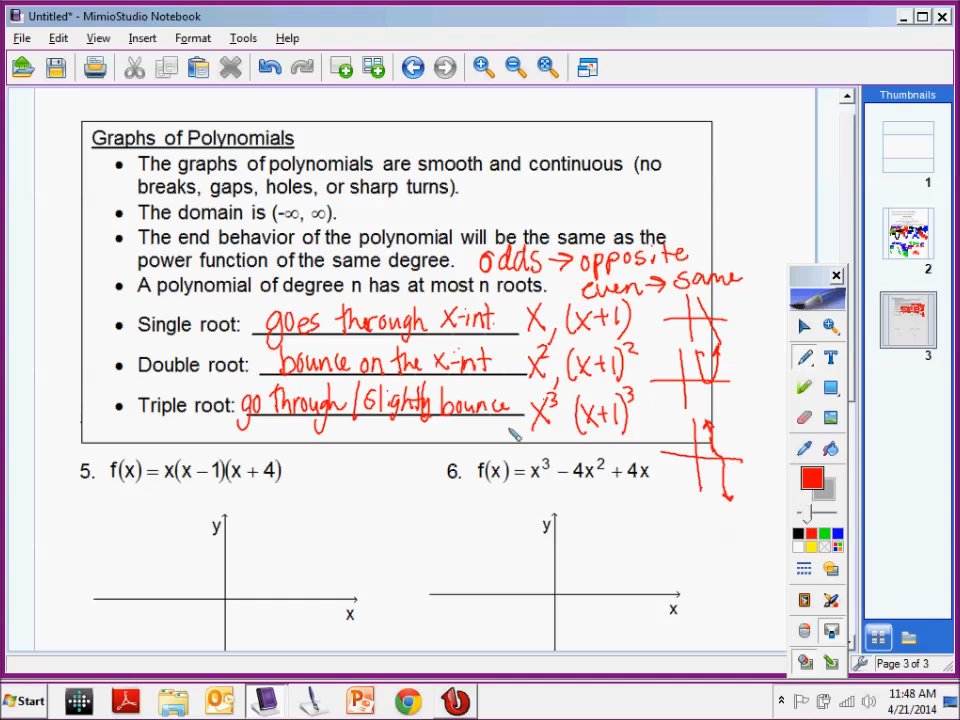 Untitled* - MimioStudio Notebook
File Edit View Insert Format Tools Help
Thumbnails
1
2
3
Graphs of Polynomials
• The graphs of polynomials are smooth and continuous (no
breaks, gaps, holes, or sharp turns).
• The domain is (-∞, ∞).
• The end behavior of the polynomial will be the same as the
power function of the same degree. odds → opposite
even → same
• A polynomial of degree n has at most n roots.
• Single root: goes through x-int. x, (x+1)
• Double root: bounce on the x-int x², (x+1)²
• Triple root: go through/slightly bounce x³ (x+1)³
5. f(x) = x(x − 1)(x + 4) 6. f(x) = x³ − 4x² + 4x
y y
x x
T
Page 3 of 3
Start
11:48 AM
4/21/2014